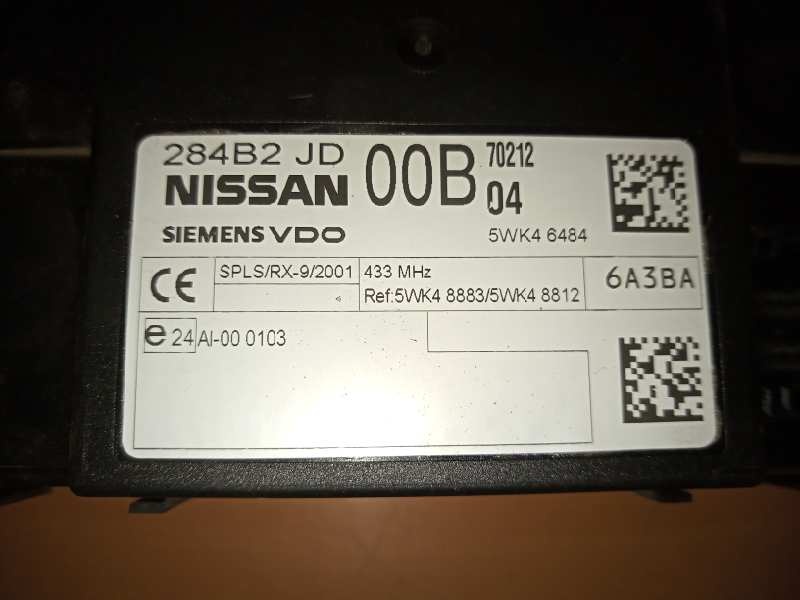 284B2 JD 00B 70212
NISSAN 04
SIEMENS VDO 5WK4 6484
CE SPLS/RX-9/2001 433 MHz 6A3BA
Ref:5WK4 8883/5WK4 8812
e 24 AI-00 0103